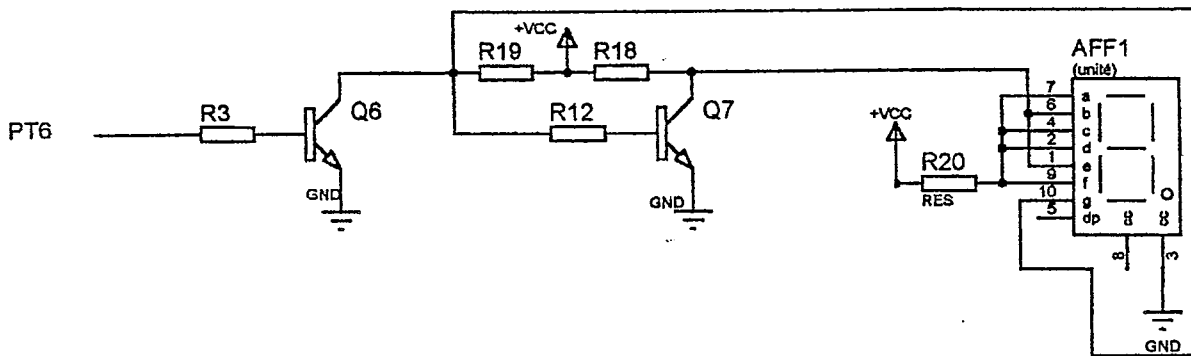 +VCC
R19
R18
AFF1
(unité)
R3
Q6
R12
Q7
PT6
GND
GND
+VCC
R20
RES
7 a
6 b
4 c
2 d
1 e
9 f
10 g
5 dp
8
3
GND